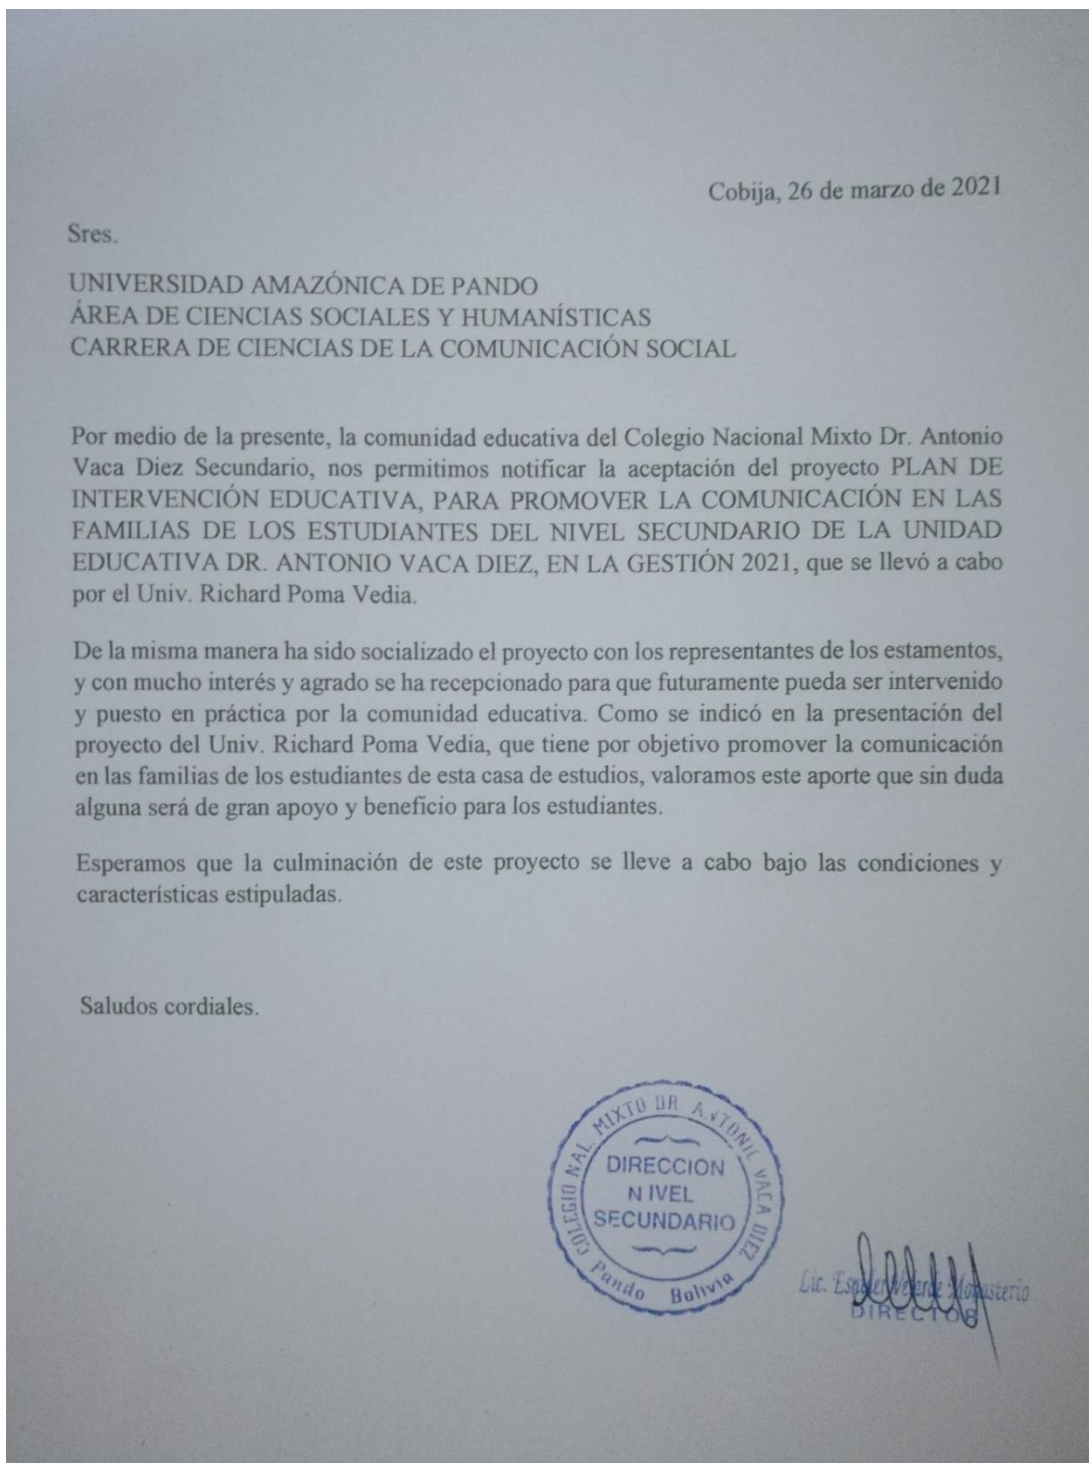 Cobija, 26 de marzo de 2021
Sres.
UNIVERSIDAD AMAZÓNICA DE PANDO
ÁREA DE CIENCIAS SOCIALES Y HUMANÍSTICAS
CARRERA DE CIENCIAS DE LA COMUNICACIÓN SOCIAL
Por medio de la presente, la comunidad educativa del Colegio Nacional Mixto Dr. Antonio
Vaca Diez Secundario, nos permitimos notificar la aceptación del proyecto PLAN DE
INTERVENCIÓN EDUCATIVA, PARA PROMOVER LA COMUNICACIÓN EN LAS
FAMILIAS DE LOS ESTUDIANTES DEL NIVEL SECUNDARIO DE LA UNIDAD
EDUCATIVA DR. ANTONIO VACA DIEZ, EN LA GESTIÓN 2021, que se llevó a cabo
por el Univ. Richard Poma Vedia.
De la misma manera ha sido socializado el proyecto con los representantes de los estamentos,
y con mucho interés y agrado se ha recepcionado para que futuramente pueda ser intervenido
y puesto en práctica por la comunidad educativa. Como se indicó en la presentación del
proyecto del Univ. Richard Poma Vedia, que tiene por objetivo promover la comunicación
en las familias de los estudiantes de esta casa de estudios, valoramos este aporte que sin duda
alguna será de gran apoyo y beneficio para los estudiantes.
Esperamos que la culminación de este proyecto se lleve a cabo bajo las condiciones y
características estipuladas.
Saludos cordiales.
COLEGIO NAL. MIXTO DR. VACA DIEZ
DIRECCION
NIVEL
SECUNDARIO
Pando Bolivia
Lic.
DIRECTOR